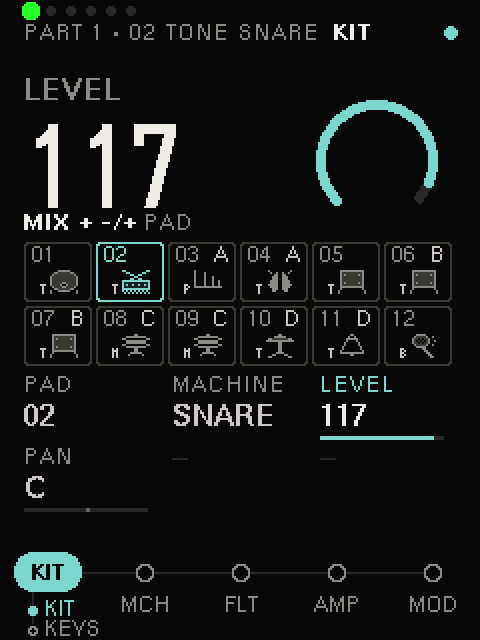 PART 1 · 02 TONE SNARE KIT
LEVEL
117
MIX + -/+ PAD
01 02 03 A 04 A 05 06 B
T T P T T T
07 B 08 C 09 C 10 D 11 D 12
T M M T T B
PAD MACHINE LEVEL
02 SNARE 117
PAN — —
C
KIT
KIT MCH FLT AMP MOD
KEYS